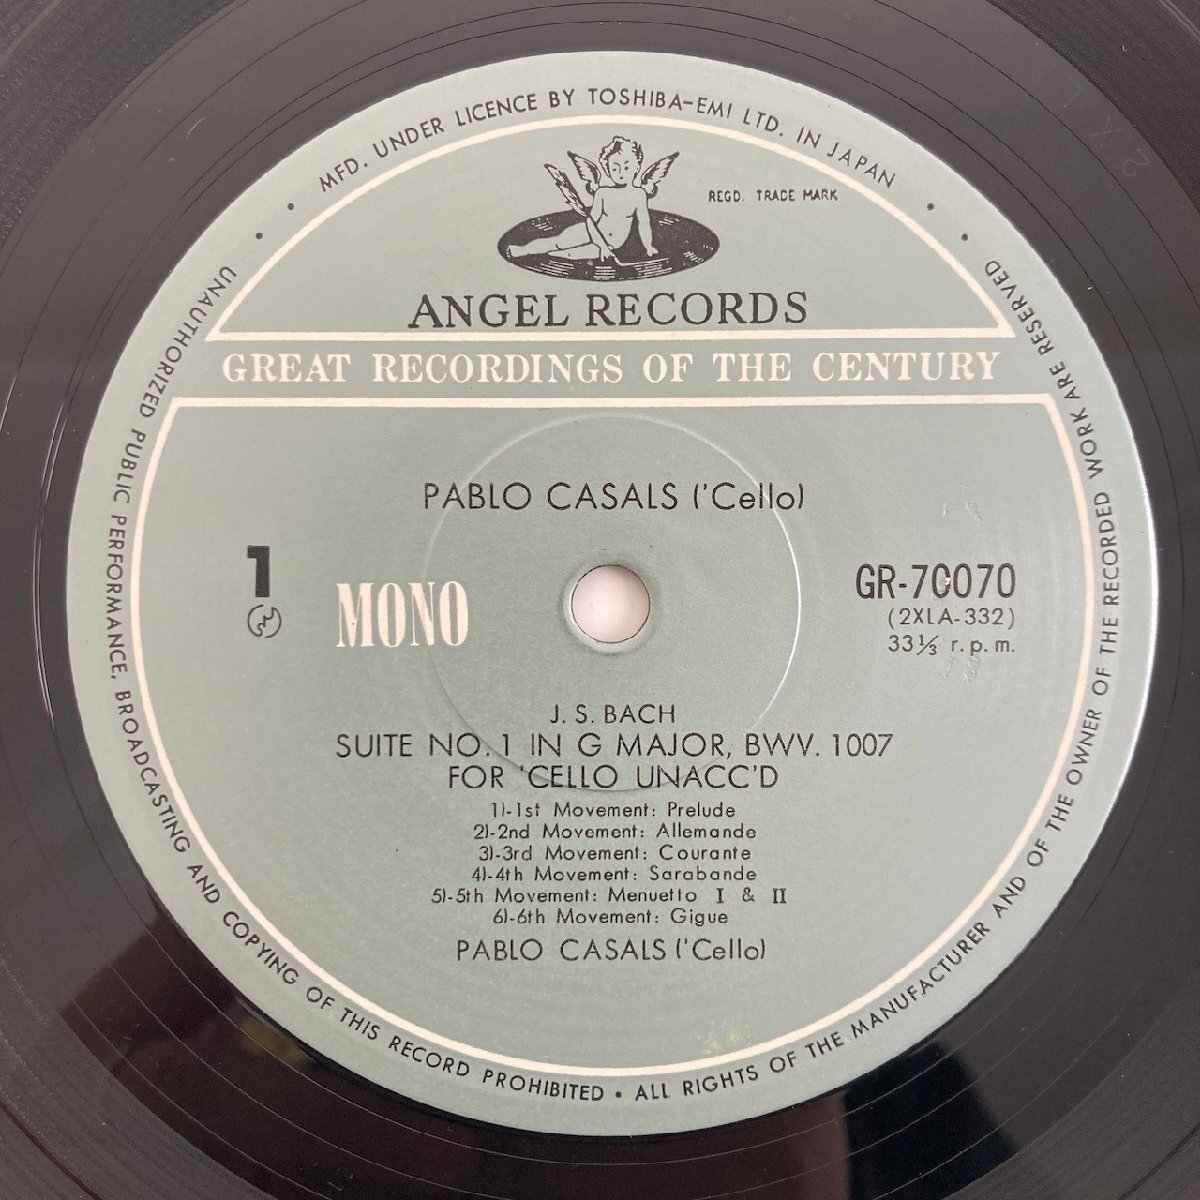 MFD. UNDER LICENCE BY TOSHIBA-EMI LTD. IN JAPAN
REGD. TRADE MARK
ANGEL RECORDS
GREAT RECORDINGS OF THE CENTURY
PABLO CASALS ('Cello)
1
MONO
GR-70070
(2XLA-332)
33⅓ r.p.m.
J. S. BACH
SUITE NO. 1 IN G MAJOR, BWV. 1007
FOR 'CELLO UNACC'D
1)-1st Movement: Prelude
2)-2nd Movement: Allemande
3)-3rd Movement: Courante
4)-4th Movement: Sarabande
5)-5th Movement: Menuetto I & II
6)-6th Movement: Gigue
PABLO CASALS ('Cello)
UNAUTHORIZED PUBLIC PERFORMANCE, BROADCASTING AND COPYING OF THIS RECORD PROHIBITED • ALL RIGHTS OF THE MANUFACTURER AND OF THE OWNER OF THE RECORDED WORK ARE RESERVED